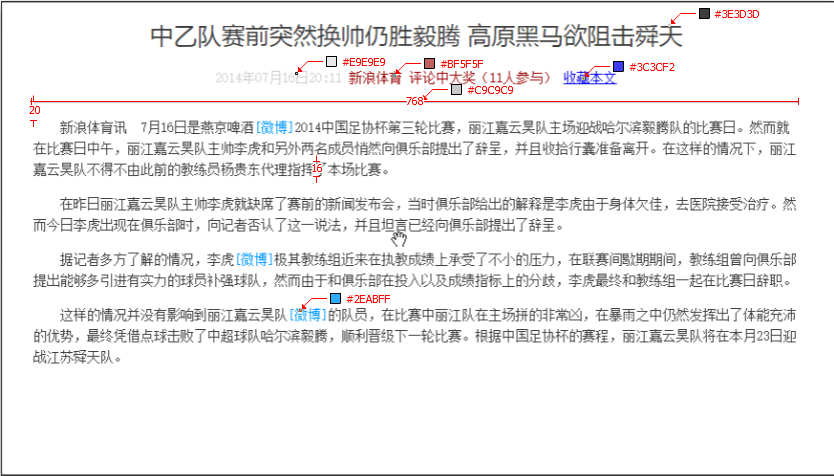 #3E3D3D
中乙队赛前突然换帅仍胜毅腾 高原黑马欲阻击舜天
#E9E9E9 #BF5F5F #3C3CF2
2014年07月16日20:11 新浪体育 评论中大奖（11人参与） 收藏本文
#C9C9C9
768
20
新浪体育讯 7月16日是燕京啤酒[微博]2014中国足协杯第三轮比赛，丽江嘉云昊队主场迎战哈尔滨毅腾队的比赛日。然而就
在比赛日中午，丽江嘉云昊队主帅李虎和另外两名成员悄然向俱乐部提出了辞呈，并且收拾行囊准备离开。在这样的情况下，丽江
嘉云昊队不得不由此前的教练员杨贵东代理指挥了本场比赛。
16
在昨日丽江嘉云昊队主帅李虎就缺席了赛前的新闻发布会，当时俱乐部给出的解释是李虎由于身体欠佳，去医院接受治疗。然
而今日李虎出现在俱乐部时，向记者否认了这一说法，并且坦言已经向俱乐部提出了辞呈。
据记者多方了解的情况，李虎[微博]极其教练组近来在执教成绩上承受了不小的压力，在联赛间歇期期间，教练组曾向俱乐部
提出能够多引进有实力的球员补强球队，然而由于和俱乐部在投入以及成绩指标上的分歧，李虎最终和教练组一起在比赛日辞职。
#2EABFF
这样的情况并没有影响到丽江嘉云昊队[微博]的队员，在比赛中丽江队在主场拼的非常凶，在暴雨之中仍然发挥出了体能充沛
的优势，最终凭借点球击败了中超球队哈尔滨毅腾，顺利晋级下一轮比赛。根据中国足协杯的赛程，丽江嘉云昊队将在本月23日迎
战江苏舜天队。